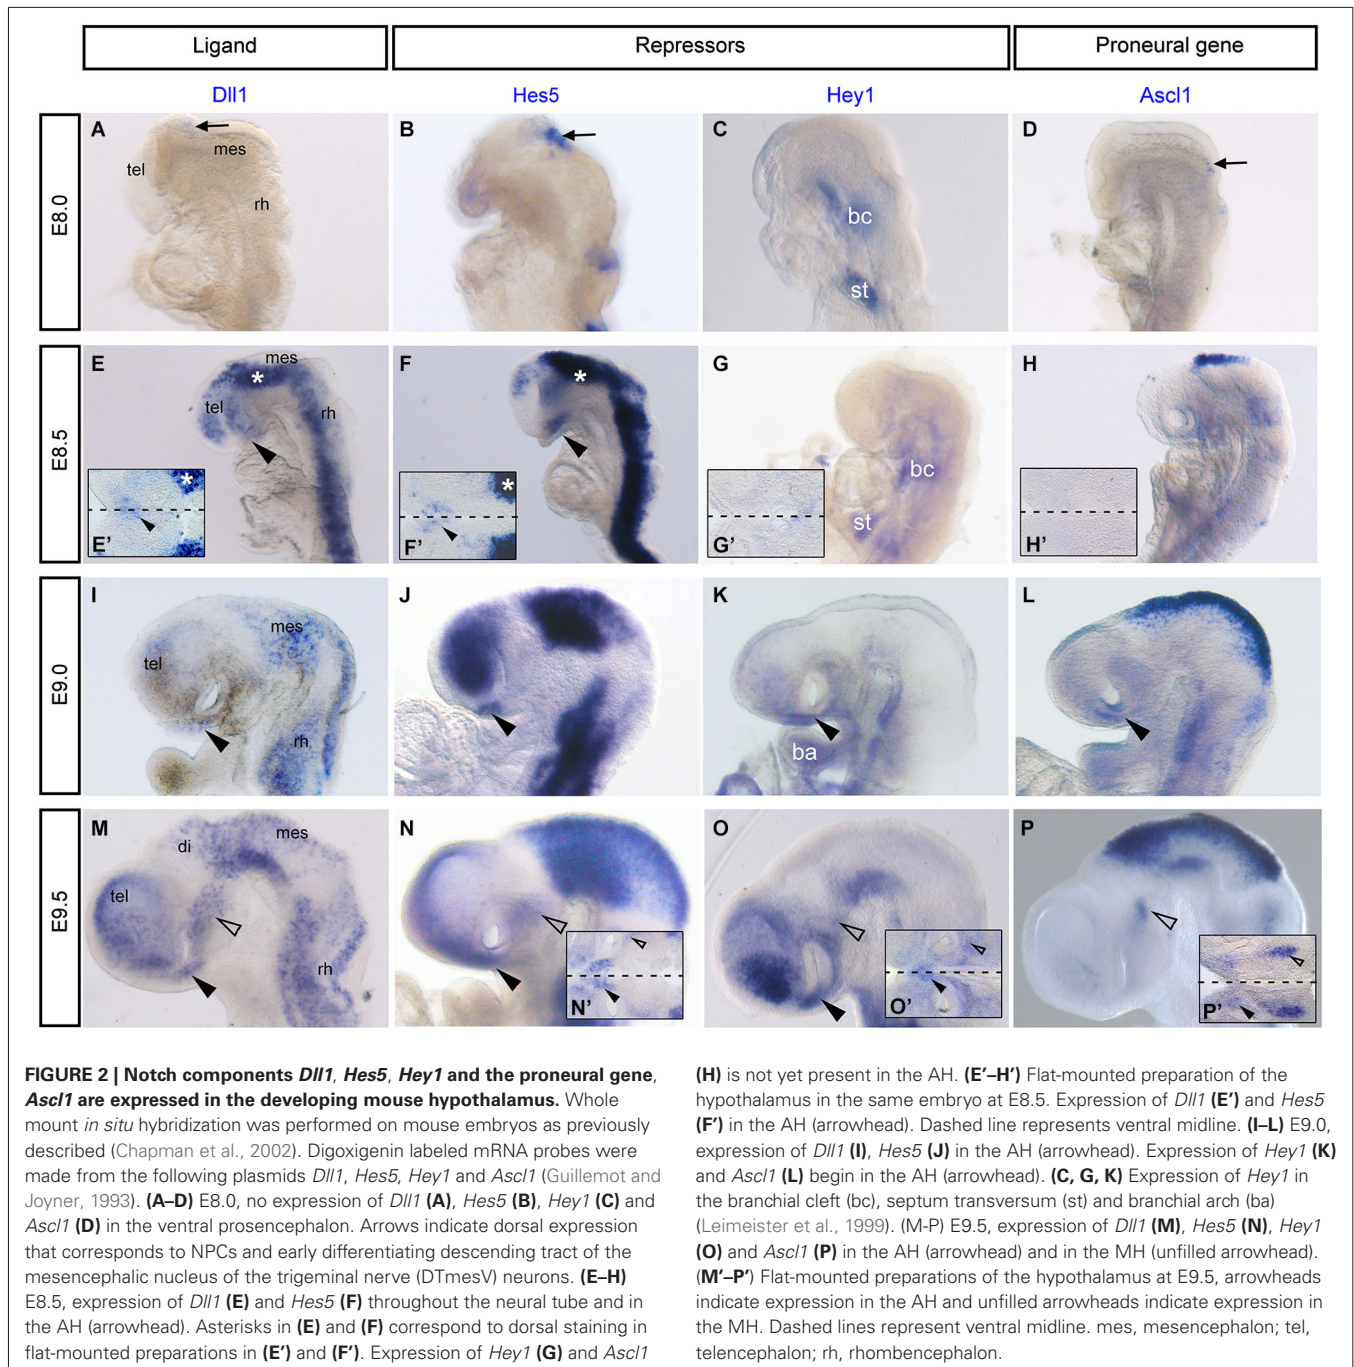 Ligand
Repressors
Proneural gene
Dll1
Hes5
Hey1
Ascl1
E8.0
A
tel
mes
rh
B
C
bc
st
D
E8.5
E
mes
*
tel
rh
*
E’
F
*
*
F’
G
bc
st
G’
H
H’
E9.0
I
mes
tel
rh
J
K
ba
L
E9.5
M
di
mes
tel
rh
N
N’
O
O’
P
P’
FIGURE 2 | Notch components Dll1, Hes5, Hey1 and the proneural gene,
Ascl1 are expressed in the developing mouse hypothalamus. Whole
mount in situ hybridization was performed on mouse embryos as previously
described (Chapman et al., 2002). Digoxigenin labeled mRNA probes were
made from the following plasmids Dll1, Hes5, Hey1 and Ascl1 (Guillemot and
Joyner, 1993). (A–D) E8.0, no expression of Dll1 (A), Hes5 (B), Hey1 (C) and
Ascl1 (D) in the ventral prosencephalon. Arrows indicate dorsal expression
that corresponds to NPCs and early differentiating descending tract of the
mesencephalic nucleus of the trigeminal nerve (DTmesV) neurons. (E–H)
E8.5, expression of Dll1 (E) and Hes5 (F) throughout the neural tube and in
the AH (arrowhead). Asterisks in (E) and (F) correspond to dorsal staining in
flat-mounted preparations in (E’) and (F’). Expression of Hey1 (G) and Ascl1
(H) is not yet present in the AH. (E’–H’) Flat-mounted preparation of the
hypothalamus in the same embryo at E8.5. Expression of Dll1 (E’) and Hes5
(F’) in the AH (arrowhead). Dashed line represents ventral midline. (I–L) E9.0,
expression of Dll1 (I), Hes5 (J) in the AH (arrowhead). Expression of Hey1 (K)
and Ascl1 (L) begin in the AH (arrowhead). (C, G, K) Expression of Hey1 in
the branchial cleft (bc), septum transversum (st) and branchial arch (ba)
(Leimeister et al., 1999). (M-P) E9.5, expression of Dll1 (M), Hes5 (N), Hey1
(O) and Ascl1 (P) in the AH (arrowhead) and in the MH (unfilled arrowhead).
(M’–P’) Flat-mounted preparations of the hypothalamus at E9.5, arrowheads
indicate expression in the AH and unfilled arrowheads indicate expression in
the MH. Dashed lines represent ventral midline. mes, mesencephalon; tel,
telencephalon; rh, rhombencephalon.